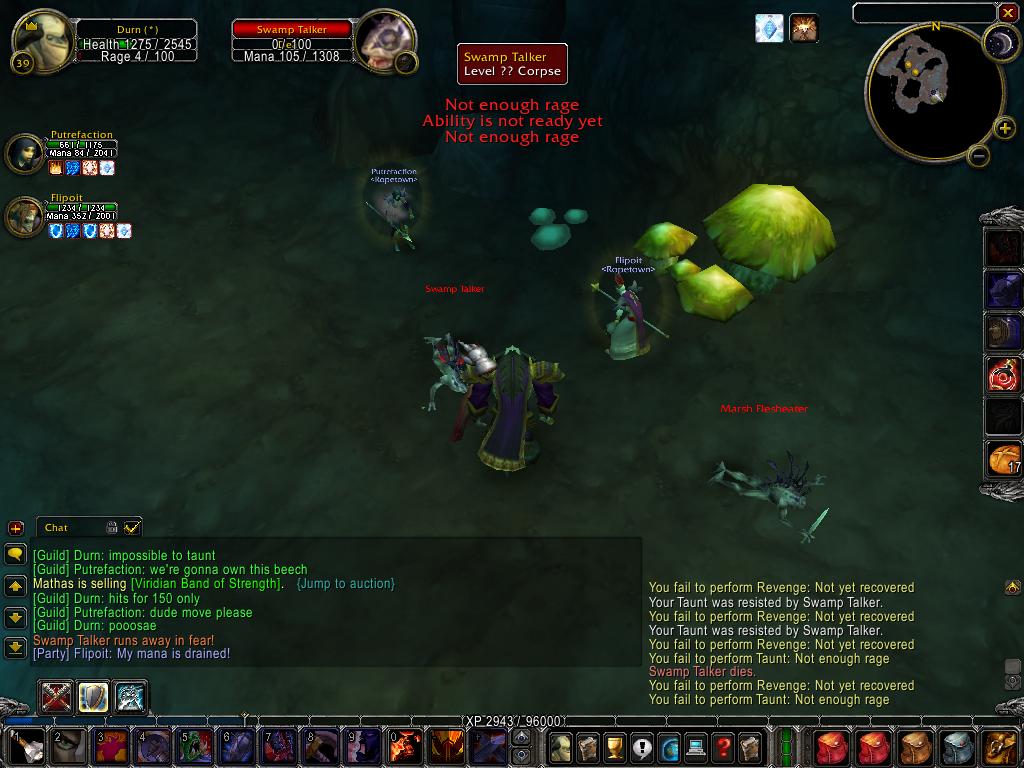 Durn (*)
Health 1275 / 2545
Rage 4 / 100
39
Swamp Talker
Mana 105 / 1308
Swamp Talker
Level ?? Corpse
N
Not enough rage
Ability is not ready yet
Not enough rage
Putrefaction
661 / 1175
Mana 84 / 2041
Flipoit
1234 / 1234
Mana 352 / 2001
Putrefaction
<Ropetown>
Flipoit
<Ropetown>
Swamp Talker
Marsh Flesheater
17
Chat
[Guild] Durn: impossible to taunt
[Guild] Putrefaction: we're gonna own this beech
Mathas is selling [Viridian Band of Strength]. {Jump to auction}
[Guild] Durn: hits for 150 only
[Guild] Putrefaction: dude move please
[Guild] Durn: pooosae
Swamp Talker runs away in fear!
[Party] Flipoit: My mana is drained!
You fail to perform Revenge: Not yet recovered
Your Taunt was resisted by Swamp Talker.
You fail to perform Revenge: Not yet recovered
Your Taunt was resisted by Swamp Talker.
You fail to perform Revenge: Not yet recovered
You fail to perform Taunt: Not enough rage
Swamp Talker dies.
You fail to perform Revenge: Not yet recovered
You fail to perform Taunt: Not enough rage
XP 2943 / 96000
1 2 3 4 5 6 7 8 9 0